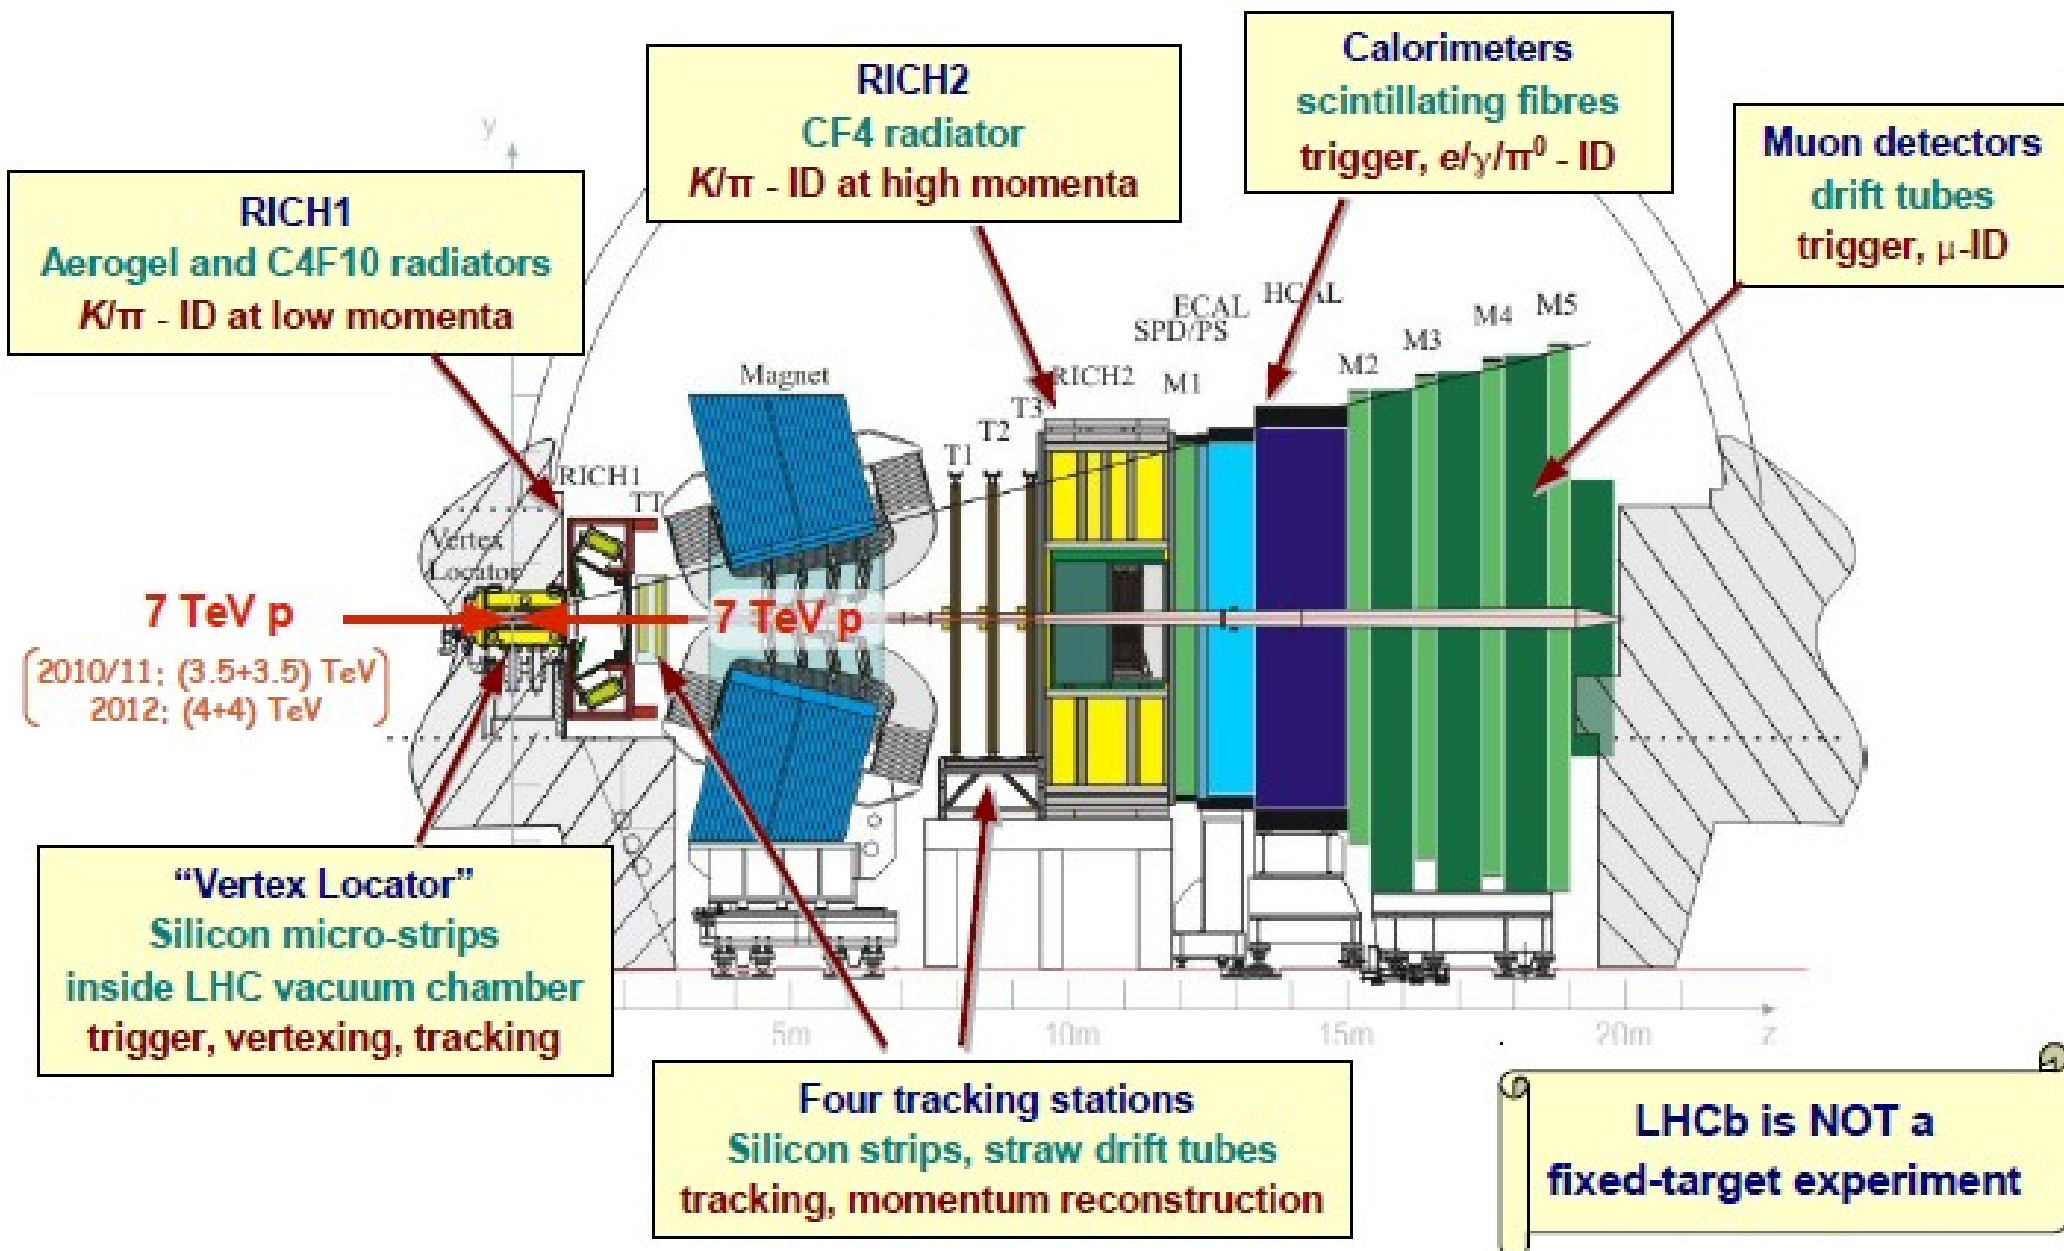 Calorimeters
scintillating fibres
trigger, e/γ/π⁰ - ID
RICH2
CF4 radiator
K/π - ID at high momenta
Muon detectors
drift tubes
trigger, μ-ID
RICH1
Aerogel and C4F10 radiators
K/π - ID at low momenta
y
HCAL
ECAL
SPD/PS
M5
M4
M3
M2
M1
RICH2
Magnet
T3
T2
T1
RICH1
TT
Vertex
Locator
7 TeV p
7 TeV p
2010/11: (3.5+3.5) TeV
2012: (4+4) TeV
"Vertex Locator"
Silicon micro-strips
inside LHC vacuum chamber
trigger, vertexing, tracking
5m
10m
15m
20m
z
Four tracking stations
Silicon strips, straw drift tubes
tracking, momentum reconstruction
LHCb is NOT a
fixed-target experiment